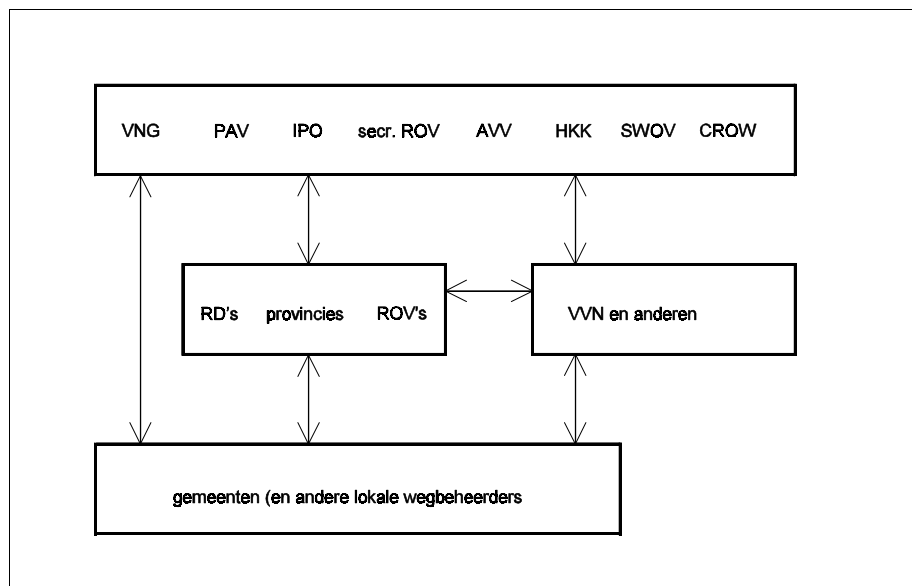 VNG PAV IPO secr. ROV AVV HKK SWOV CROW
RD's provincies ROV's
VVN en anderen
gemeenten (en andere lokale wegbeheerders